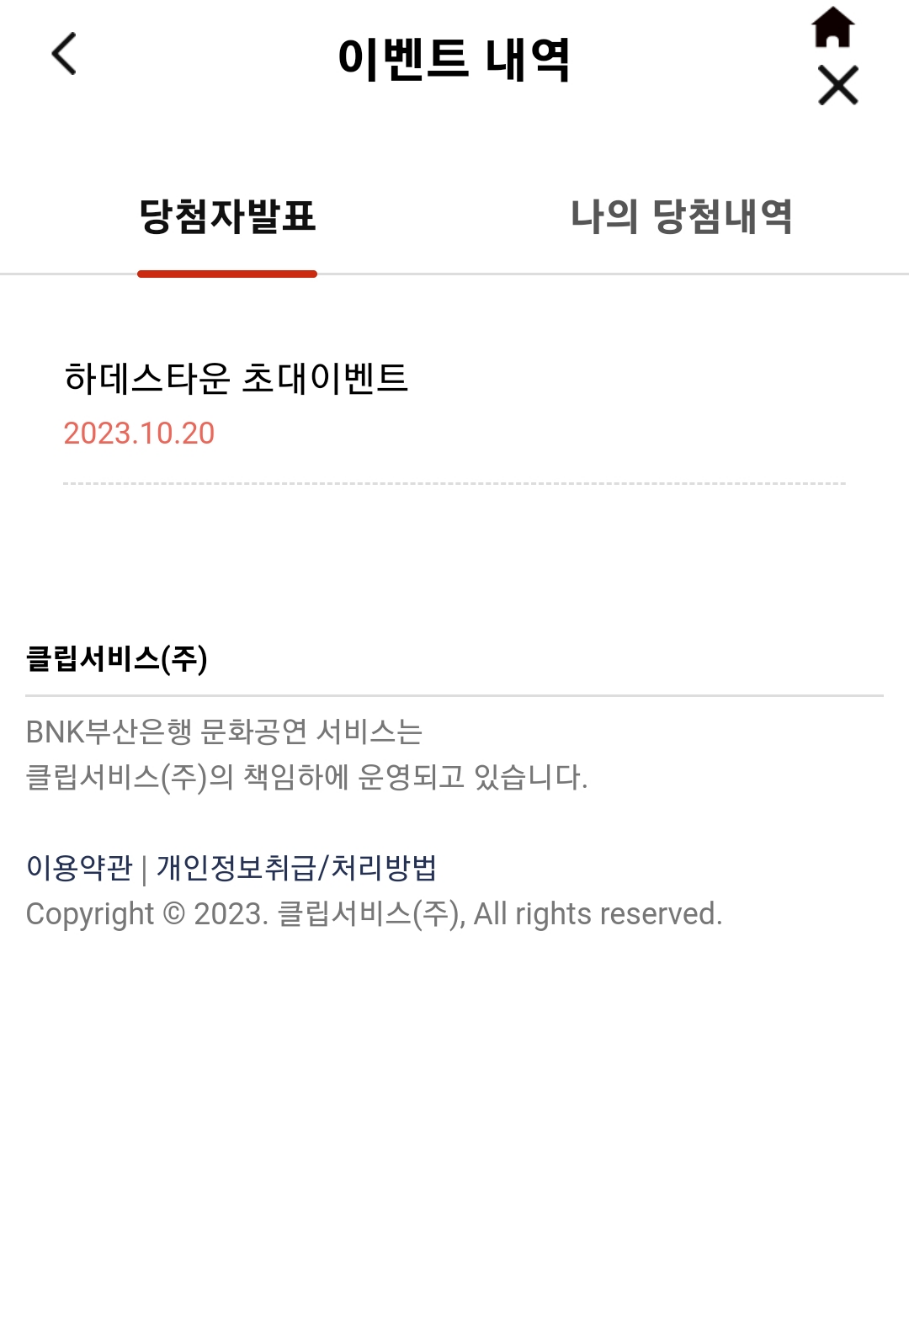 이벤트 내역
당첨자발표
나의 당첨내역
하데스타운 초대이벤트
2023.10.20
클립서비스(주)
BNK부산은행 문화공연 서비스는
클립서비스(주)의 책임하에 운영되고 있습니다.
이용약관 | 개인정보취급/처리방법
Copyright © 2023. 클립서비스(주), All rights reserved.